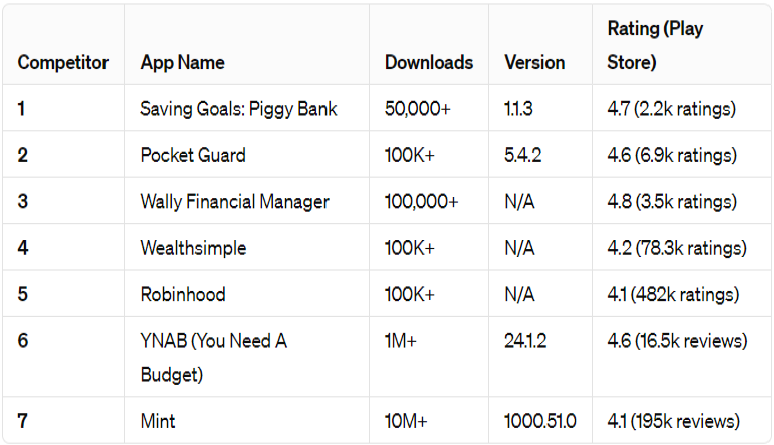 Competitor App Name Downloads Version Rating (Play Store)
1 Saving Goals: Piggy Bank 50,000+ 1.1.3 4.7 (2.2k ratings)
2 Pocket Guard 100K+ 5.4.2 4.6 (6.9k ratings)
3 Wally Financial Manager 100,000+ N/A 4.8 (3.5k ratings)
4 Wealthsimple 100K+ N/A 4.2 (78.3k ratings)
5 Robinhood 100K+ N/A 4.1 (482k ratings)
6 YNAB (You Need A Budget) 1M+ 24.1.2 4.6 (16.5k reviews)
7 Mint 10M+ 1000.51.0 4.1 (195k reviews)